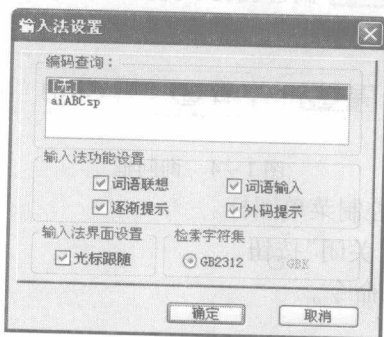 输入法设置
编码查询：
[无]
aiABCsp
输入法功能设置
词语联想 词语输入
逐渐提示 外码提示
输入法界面设置 检索字符集
光标跟随 GB2312 GBK
确定 取消